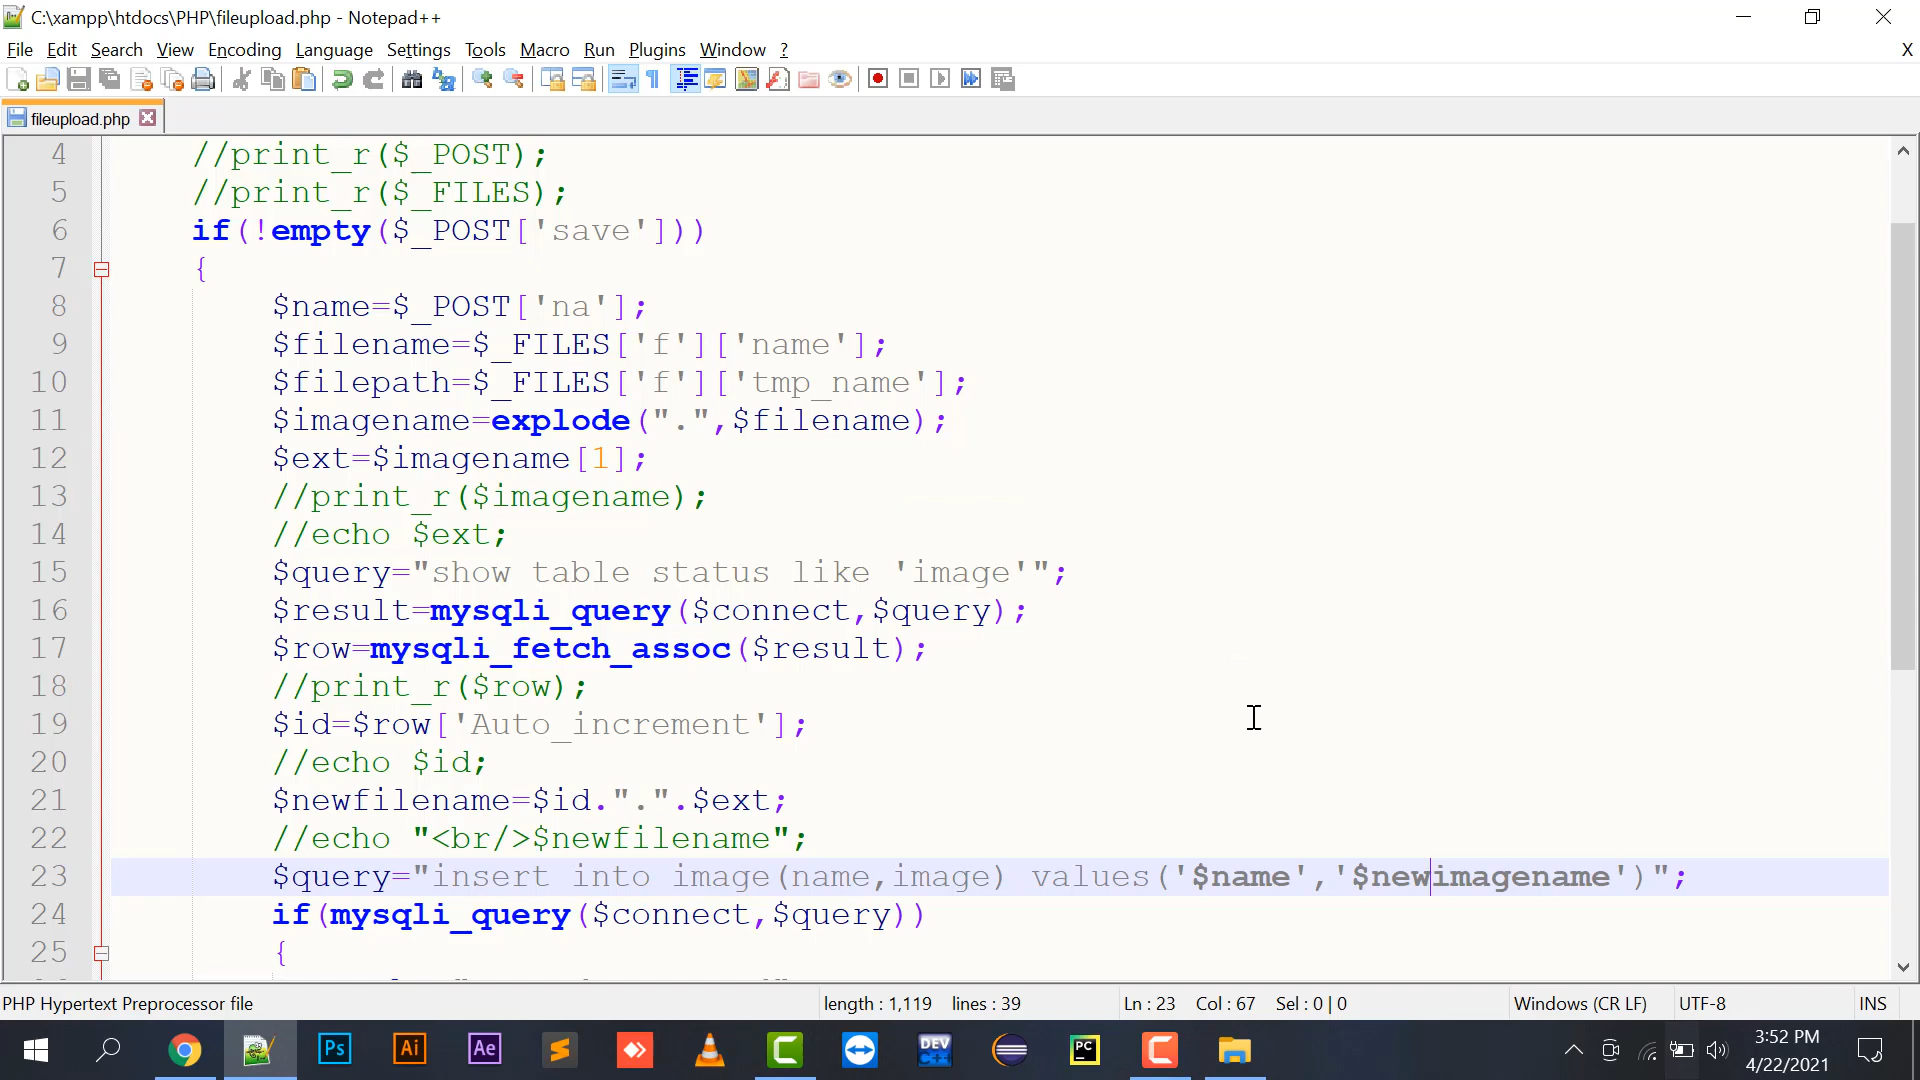 C:\xampp\htdocs\PHP\fileupload.php - Notepad++
File Edit Search View Encoding Language Settings Tools Macro Run Plugins Window ? X
fileupload.php
4 //print_r($_POST);
5 //print_r($_FILES);
6 if(!empty($_POST['save']))
7 {
8 $name=$_POST['na'];
9 $filename=$_FILES['f']['name'];
10 $filepath=$_FILES['f']['tmp_name'];
11 $imagename=explode(".",$filename);
12 $ext=$imagename[1];
13 //print_r($imagename);
14 //echo $ext;
15 $query="show table status like 'image'";
16 $result=mysqli_query($connect,$query);
17 $row=mysqli_fetch_assoc($result);
18 //print_r($row);
19 $id=$row['Auto_increment'];
20 //echo $id;
21 $newfilename=$id.".".$ext;
22 //echo "<br/>$newfilename";
23 $query="insert into image(name,image) values('$name','$newimagename')";
24 if(mysqli_query($connect,$query))
25 {
PHP Hypertext Preprocessor file length : 1,119 lines : 39 Ln : 23 Col : 67 Sel : 0 | 0 Windows (CR LF) UTF-8 INS
Ps Ai Ae DEV C++ PC
3:52 PM
4/22/2021